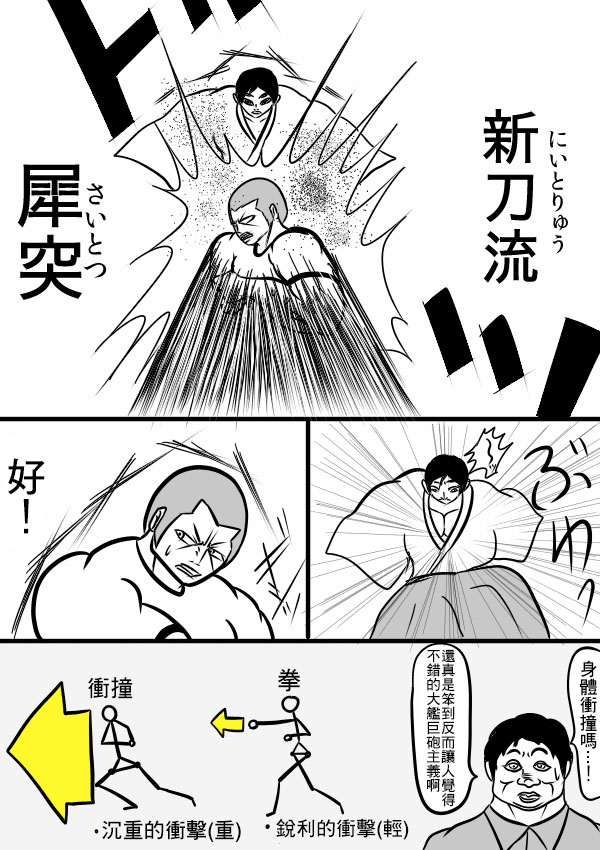 ドドッ
新刀流
にいとりゅう
犀突
さいとつ
ぶわっ
好！
身體衝撞嗎…！
還真是笨到反而讓人覺得
不錯的大艦巨砲主義啊
拳
衝撞
・銳利的衝擊(輕)
・沉重的衝擊(重)